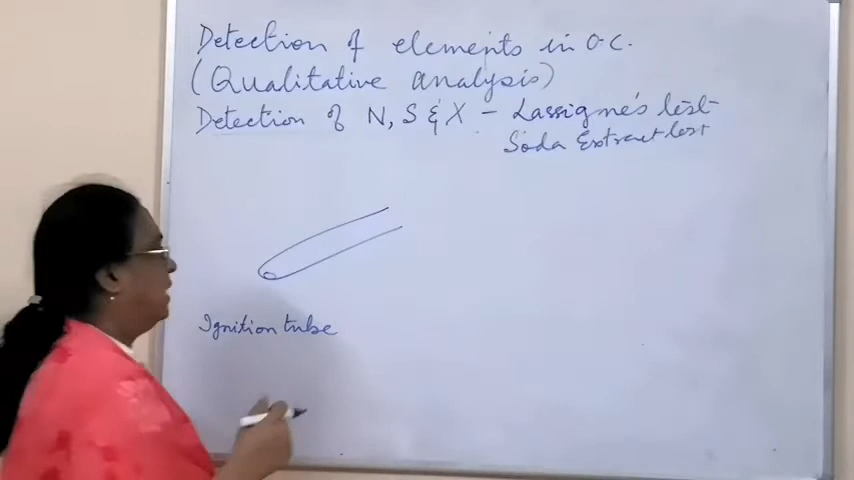 Detection of elements in O.C.
(Qualitative analysis)
Detection of N, S & X - Lassigne's test
Soda Extract test
Ignition tube